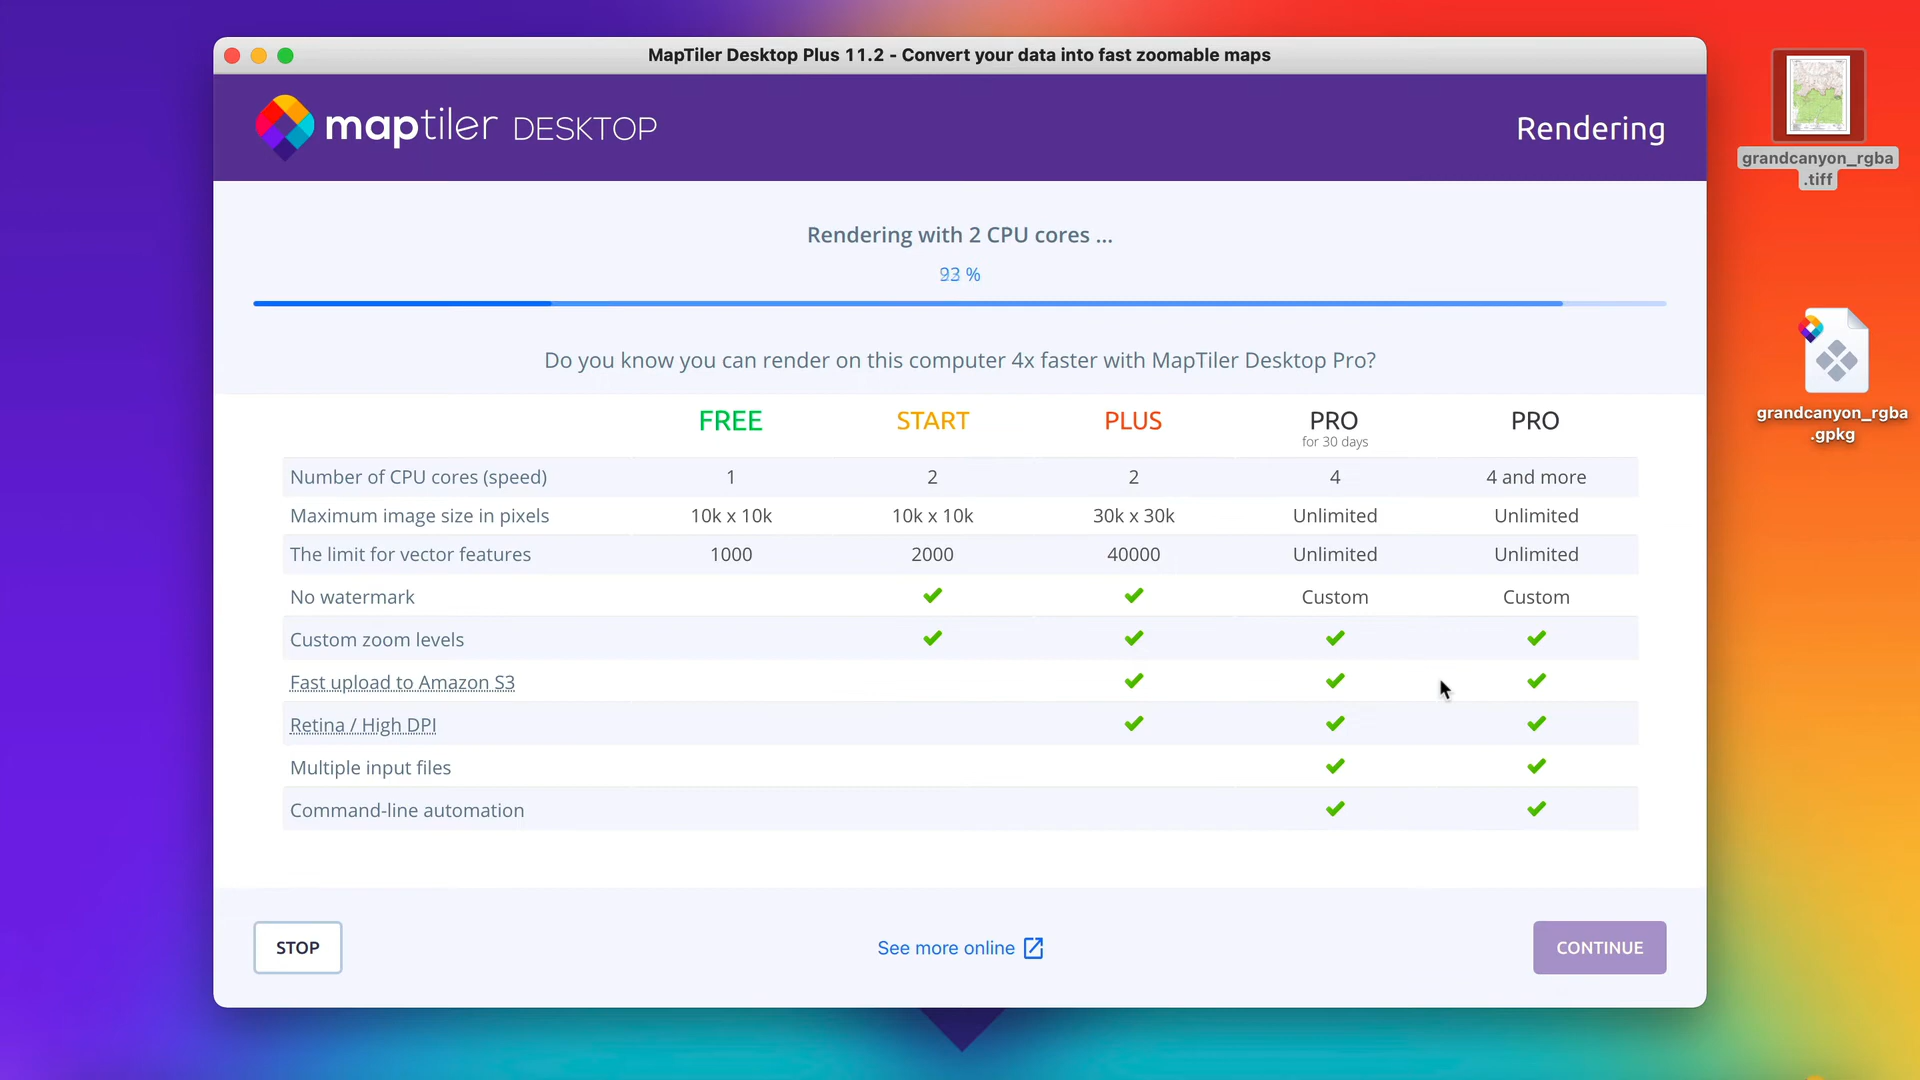 MapTiler Desktop Plus 11.2 - Convert your data into fast zoomable maps
maptiler DESKTOP
Rendering
grandcanyon_rgba
.tiff
Rendering with 2 CPU cores ...
93 %
Do you know you can render on this computer 4x faster with MapTiler Desktop Pro?
grandcanyon_rgba
.gpkg
FREE START PLUS PRO PRO
for 30 days
Number of CPU cores (speed) 1 2 2 4 4 and more
Maximum image size in pixels 10k x 10k 10k x 10k 30k x 30k Unlimited Unlimited
The limit for vector features 1000 2000 40000 Unlimited Unlimited
No watermark Custom Custom
Custom zoom levels
Fast upload to Amazon S3
Retina / High DPI
Multiple input files
Command-line automation
STOP
See more online
CONTINUE